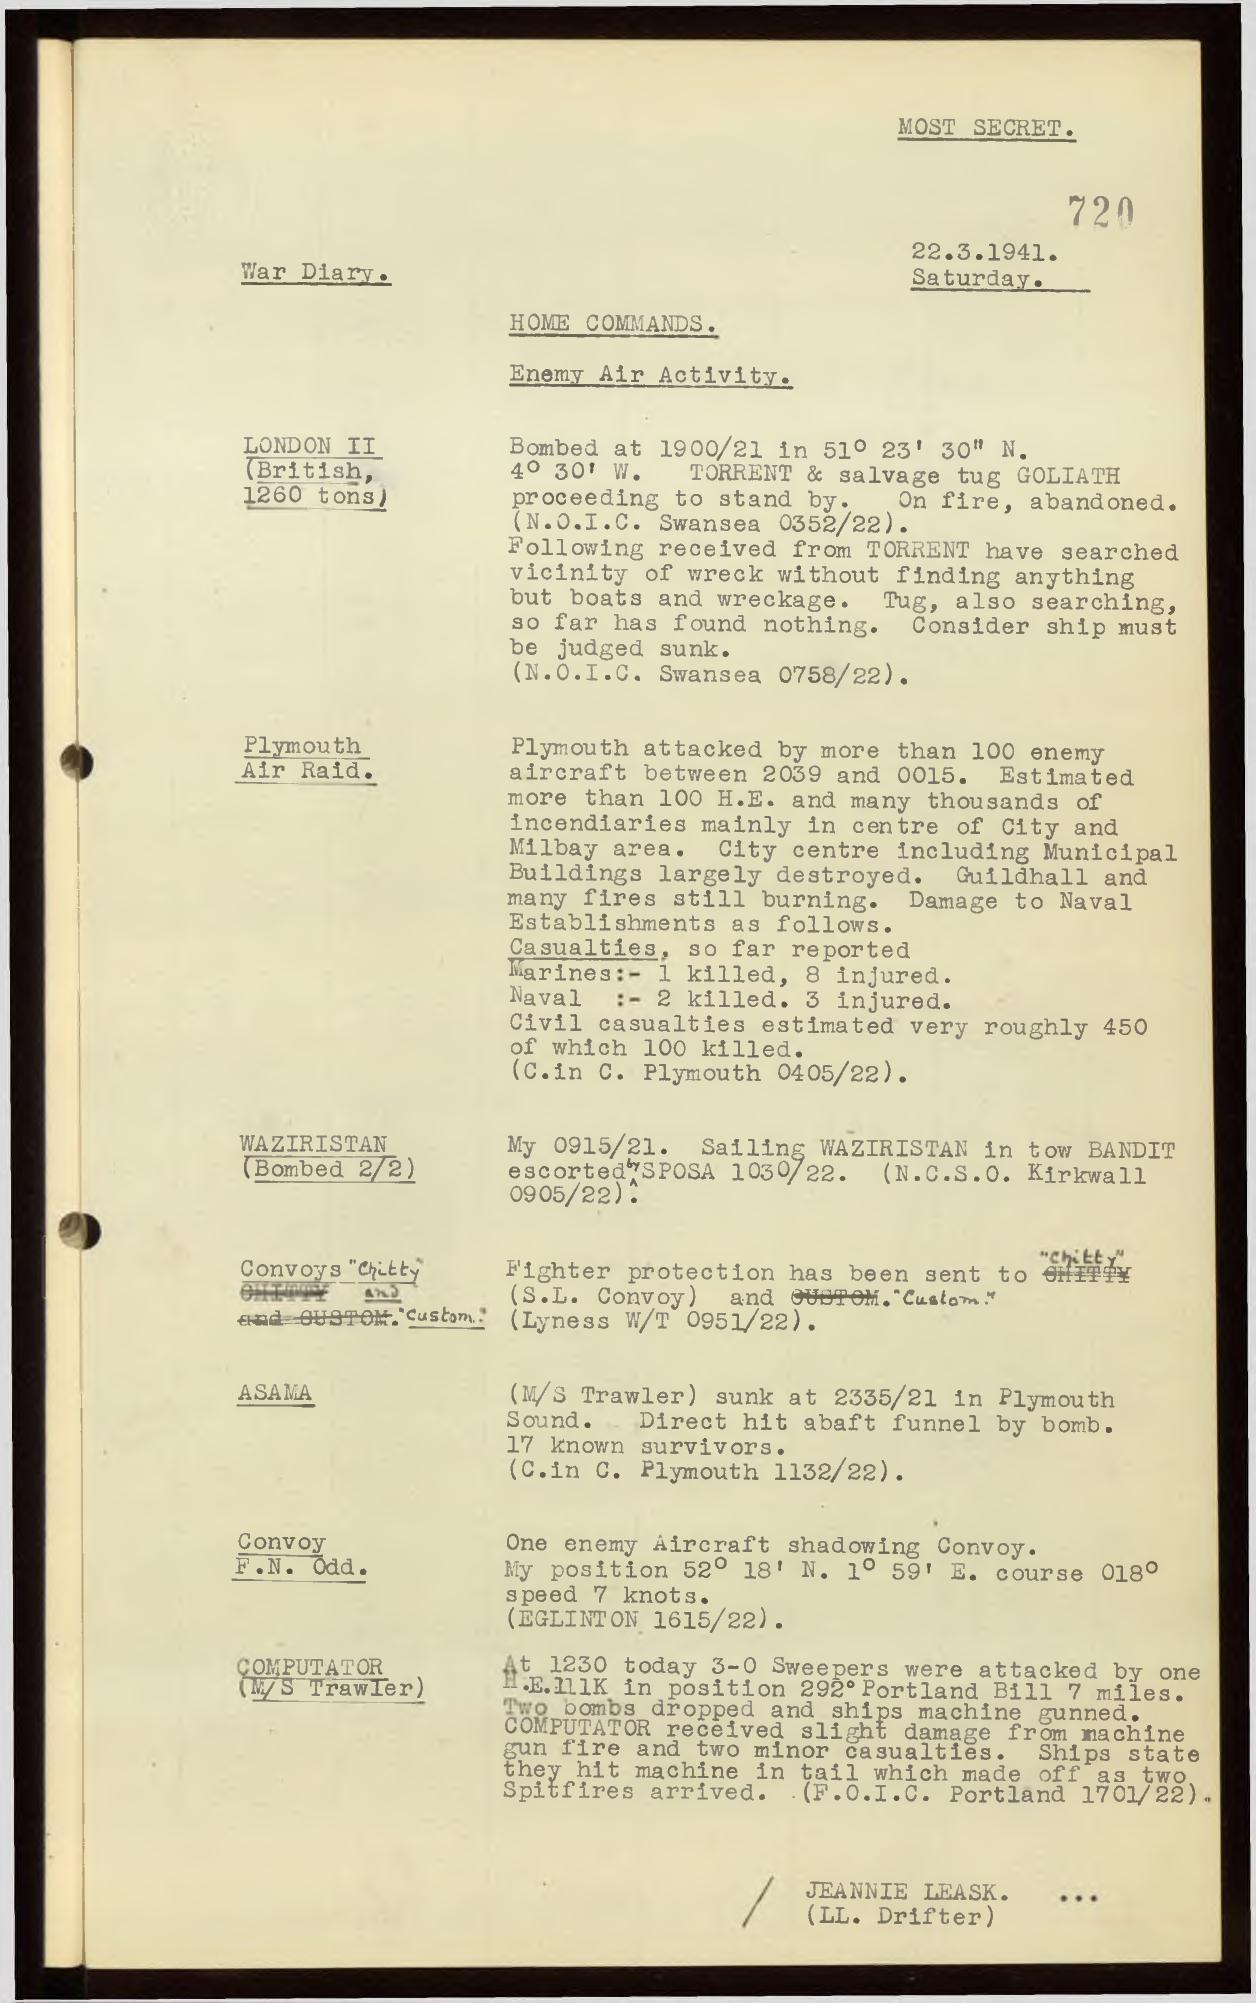 MOST SECRET.
720
22.3.1941.
War Diary.
Saturday.
HOME COMMANDS.
Enemy Air Activity.
LONDON II
(British,
1260 tons)
Bombed at 1900/21 in 51° 23' 30" N.
4° 30' W. TORRENT & salvage tug GOLIATH
proceeding to stand by. On fire, abandoned.
(N.O.I.C. Swansea 0352/22).
Following received from TORRENT have searched
vicinity of wreck without finding anything
but boats and wreckage. Tug, also searching,
so far has found nothing. Consider ship must
be judged sunk.
(N.O.I.C. Swansea 0758/22).
Plymouth
Air Raid.
Plymouth attacked by more than 100 enemy
aircraft between 2039 and 0015. Estimated
more than 100 H.E. and many thousands of
incendiaries mainly in centre of City and
Milbay area. City centre including Municipal
Buildings largely destroyed. Guildhall and
many fires still burning. Damage to Naval
Establishments as follows.
Casualties, so far reported
Marines:- 1 killed, 8 injured.
Naval :- 2 killed. 3 injured.
Civil casualties estimated very roughly 450
of which 100 killed.
(C.in C. Plymouth 0405/22).
WAZIRISTAN
(Bombed 2/2)
My 0915/21. Sailing WAZIRISTAN in tow BANDIT
escorted by SPOSA 1030/22. (N.C.S.O. Kirkwall
0905/22).
Convoys "Chitty"
CHITTY and
and CUSTOM. "Custom."
Fighter protection has been sent to CHITTY "Chitty"
(S.L. Convoy) and CUSTOM. "Custom."
(Lyness W/T 0951/22).
ASAMA
(M/S Trawler) sunk at 2335/21 in Plymouth
Sound. Direct hit abaft funnel by bomb.
17 known survivors.
(C.in C. Plymouth 1132/22).
Convoy
F.N. Odd.
One enemy Aircraft shadowing Convoy.
My position 52° 18' N. 1° 59' E. course 018°
speed 7 knots.
(EGLINTON 1615/22).
COMPUTATOR
(M/S Trawler)
At 1230 today 3-0 Sweepers were attacked by one
H.E.111K in position 292° Portland Bill 7 miles.
Two bombs dropped and ships machine gunned.
COMPUTATOR received slight damage from machine
gun fire and two minor casualties. Ships state
they hit machine in tail which made off as two
Spitfires arrived. (F.O.I.C. Portland 1701/22).
/ JEANNIE LEASK. ...
(LL. Drifter)